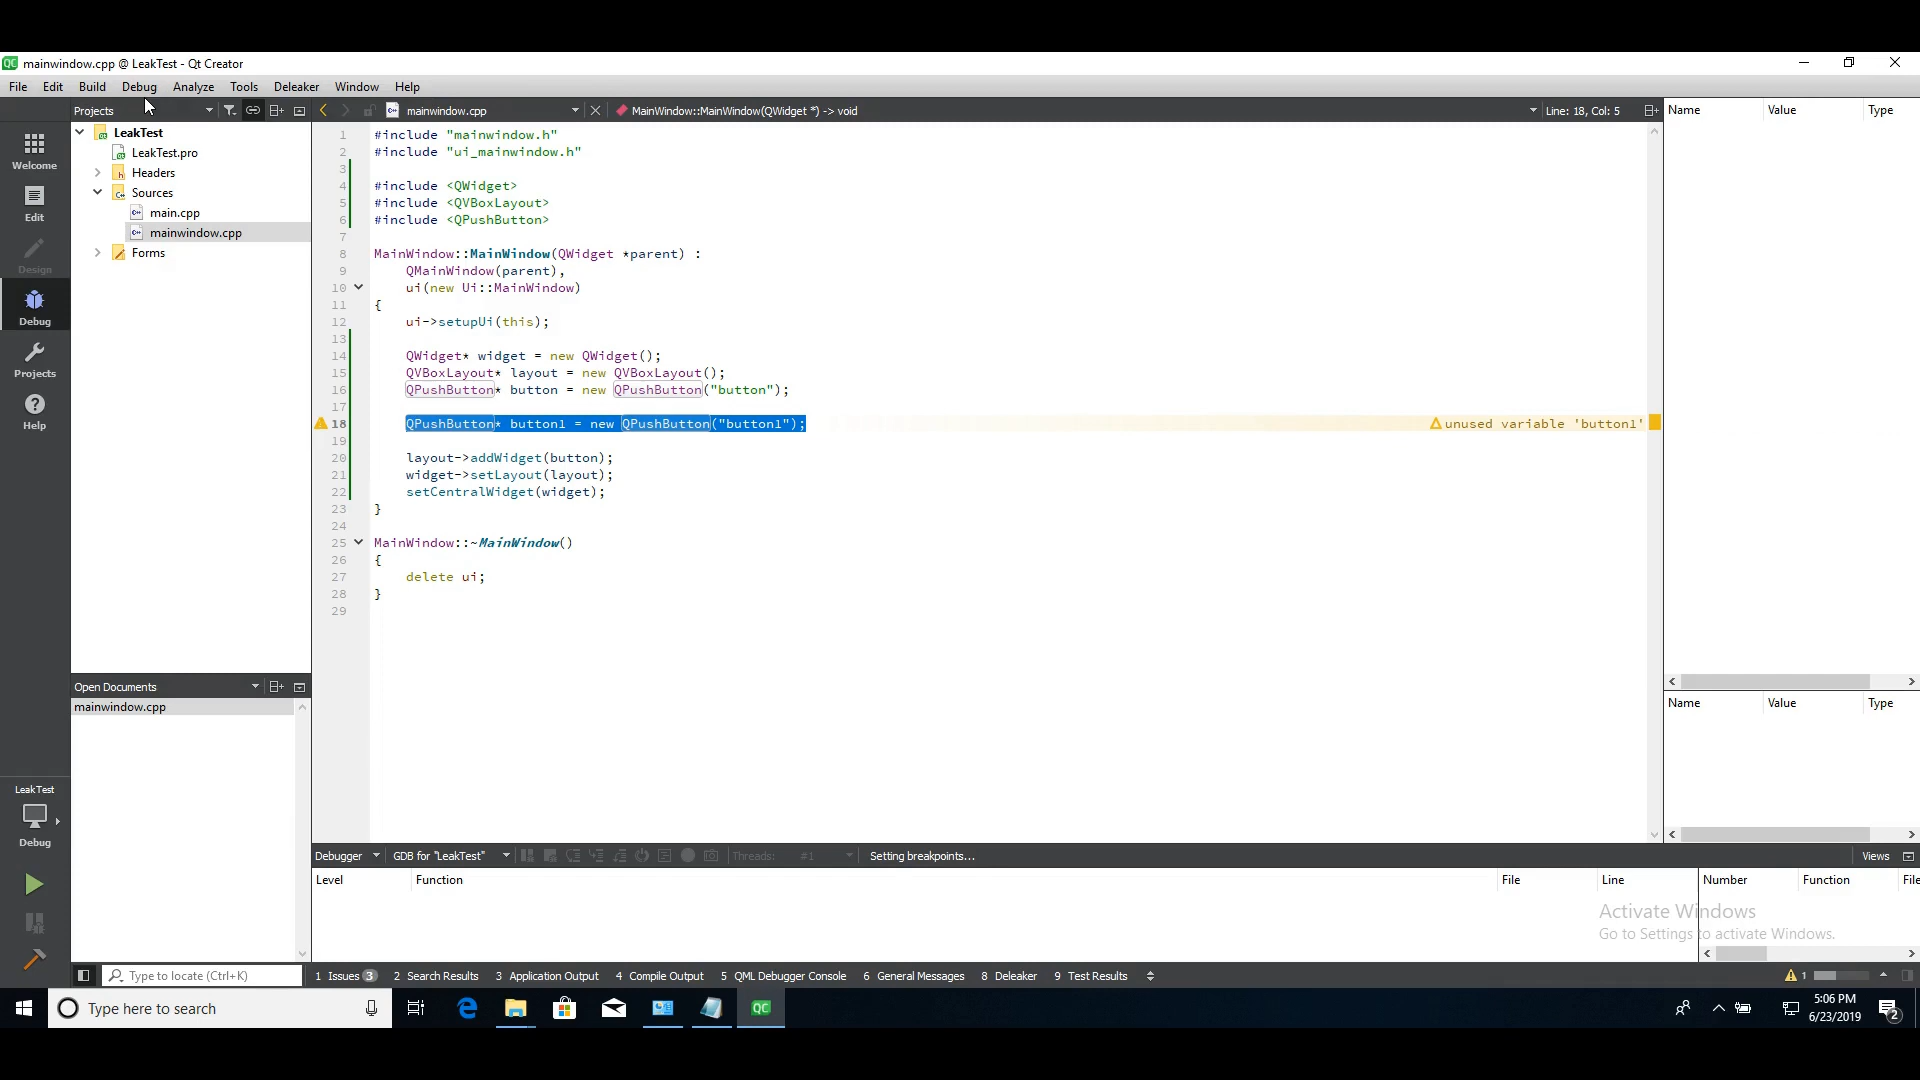 mainwindow.cpp @ LeakTest - Qt Creator
File Edit Build Debug Analyze Tools Deleaker Window Help
Projects
mainwindow.cpp
MainWindow::MainWindow(QWidget *) -> void
Line: 18, Col: 5
Name Value Type
Welcome
Edit
Design
Debug
Projects
Help
LeakTest
LeakTest.pro
Headers
Sources
main.cpp
mainwindow.cpp
Forms
1 #include "mainwindow.h"
2 #include "ui_mainwindow.h"
3
4 #include <QWidget>
5 #include <QVBoxLayout>
6 #include <QPushButton>
7
8 MainWindow::MainWindow(QWidget *parent) :
9 QMainWindow(parent),
10 ui(new Ui::MainWindow)
11 {
12 ui->setupUi(this);
13
14 QWidget* widget = new QWidget();
15 QVBoxLayout* layout = new QVBoxLayout();
16 QPushButton* button = new QPushButton("button");
17
18 QPushButton* button1 = new QPushButton("button1"); unused variable 'button1'
19
20 layout->addWidget(button);
21 widget->setLayout(layout);
22 setCentralWidget(widget);
23 }
24
25 MainWindow::~MainWindow()
26 {
27 delete ui;
28 }
29
Open Documents
mainwindow.cpp
Name Value Type
LeakTest
Debug
Debugger GDB for "LeakTest" Threads: #1 Setting breakpoints... Views
Level Function File Line Number Function File
Activate Windows
Go to Settings to activate Windows.
Type to locate (Ctrl+K) 1 Issues 3 2 Search Results 3 Application Output 4 Compile Output 5 QML Debugger Console 6 General Messages 8 Deleaker 9 Test Results 1
Type here to search
QC
5:06 PM
6/23/2019
2